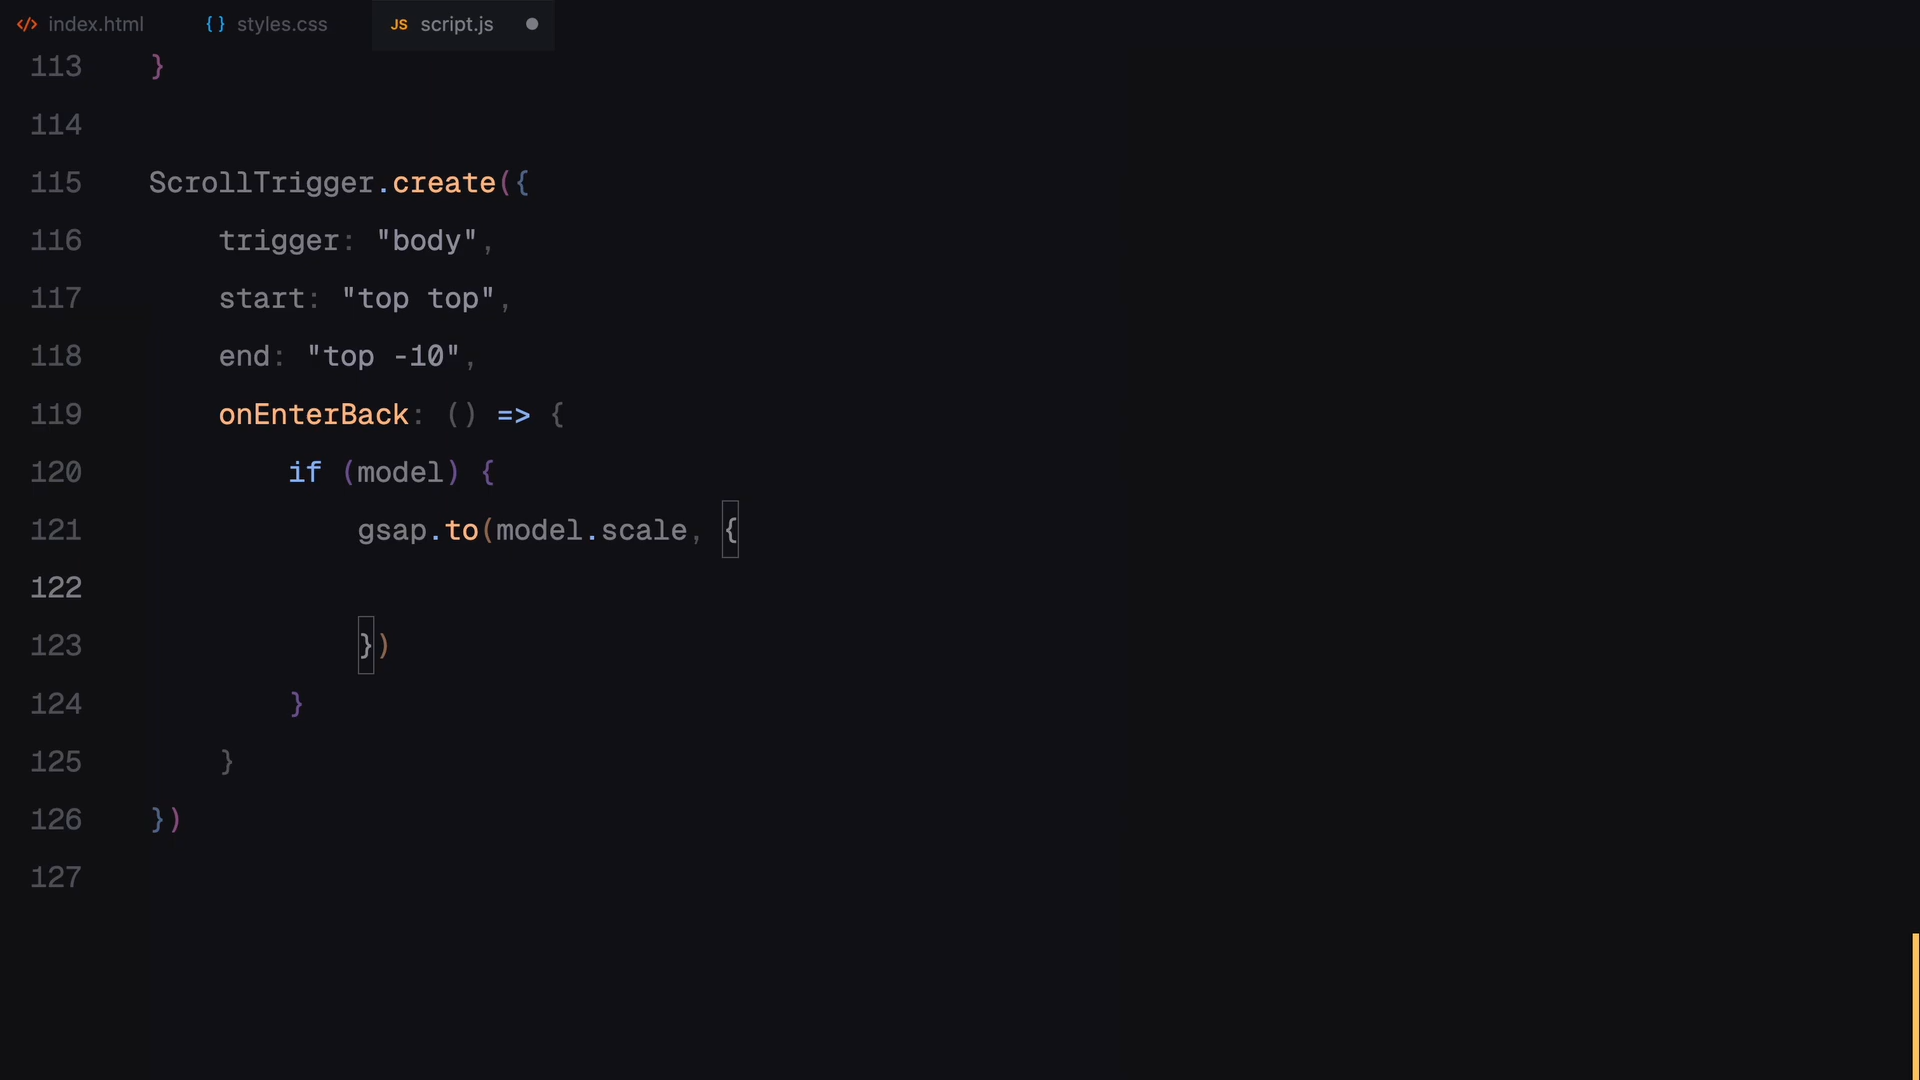 </> index.html {} styles.css JS script.js
113 }
114
115 ScrollTrigger.create({
116     trigger: "body",
117     start: "top top",
118     end: "top -10",
119     onEnterBack: () => {
120         if (model) {
121             gsap.to(model.scale, {
122
123             })
124         }
125     }
126 })
127